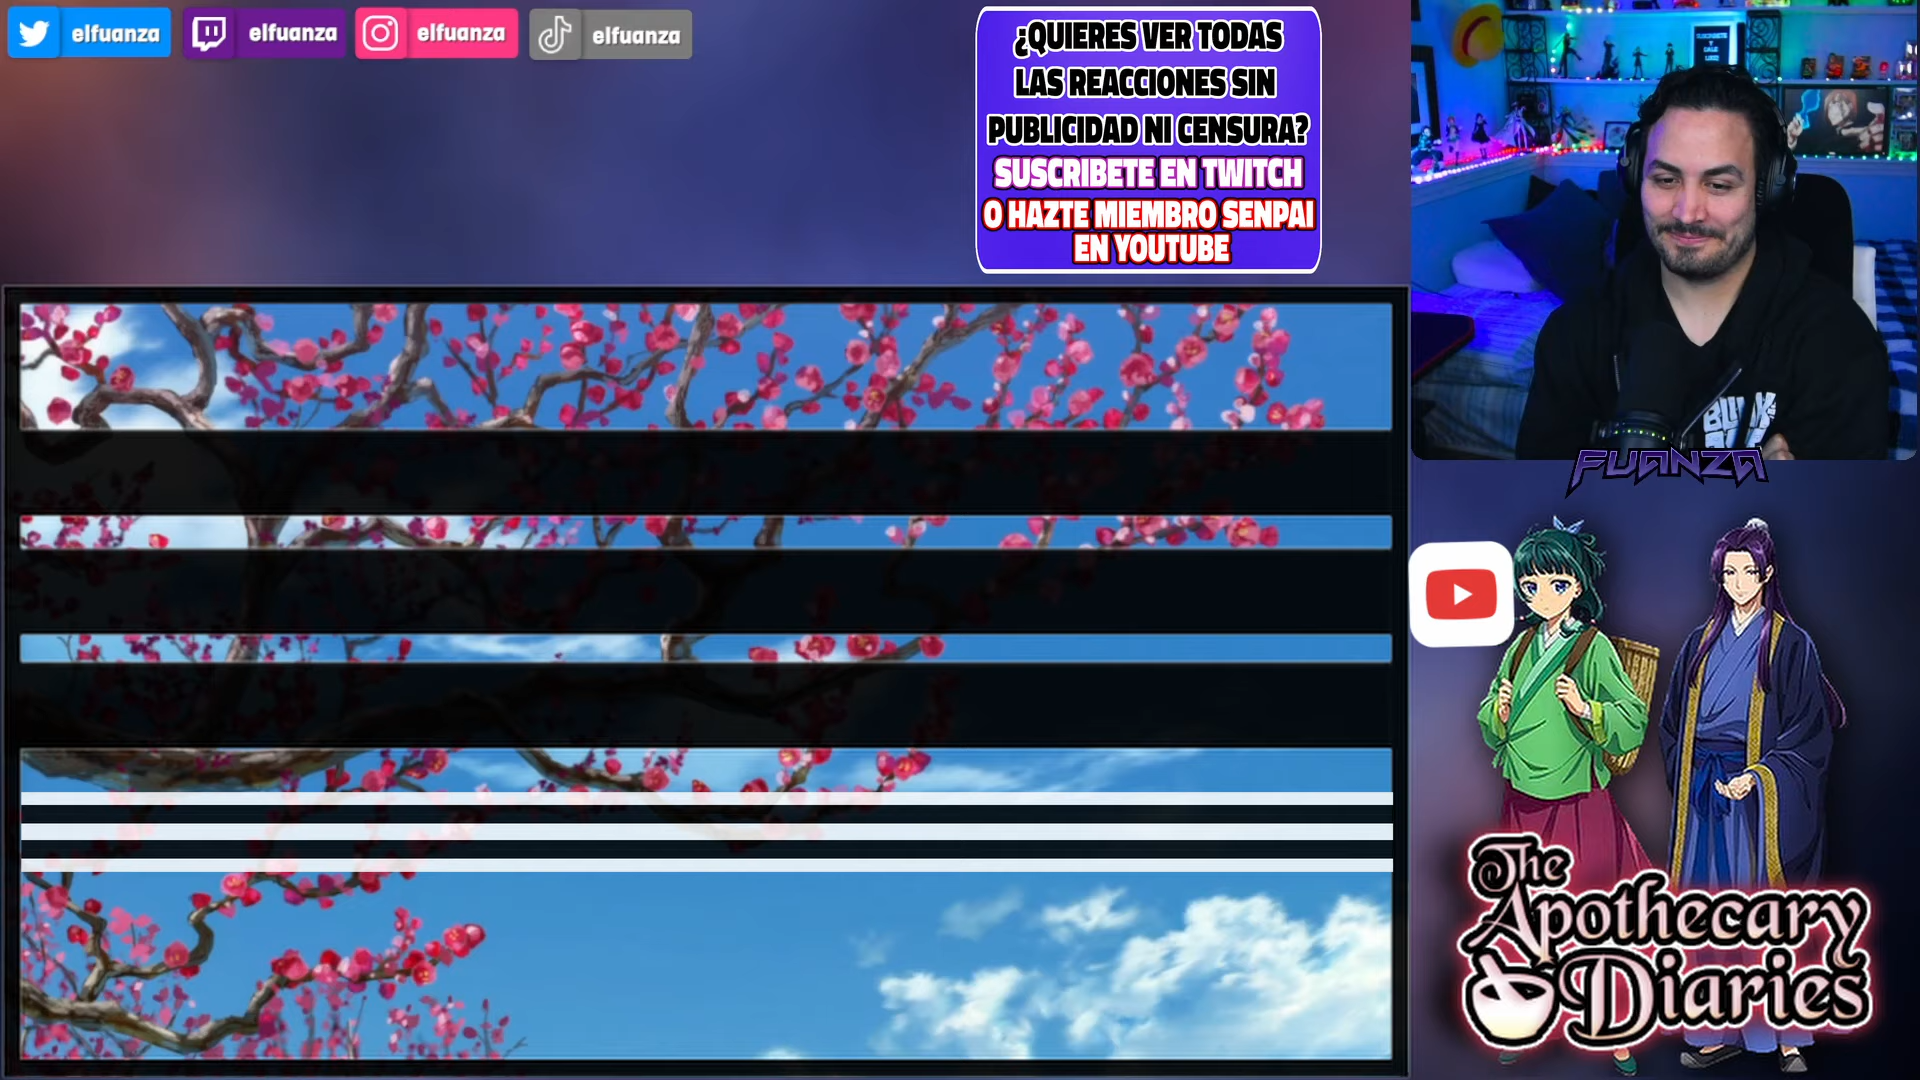 elfuanza
elfuanza
elfuanza
elfuanza
¿QUIERES VER TODAS
LAS REACCIONES SIN
PUBLICIDAD NI CENSURA?
SUSCRIBETE EN TWITCH
O HAZTE MIEMBRO SENPAI
EN YOUTUBE
FUANZA
The
Apothecary
Diaries